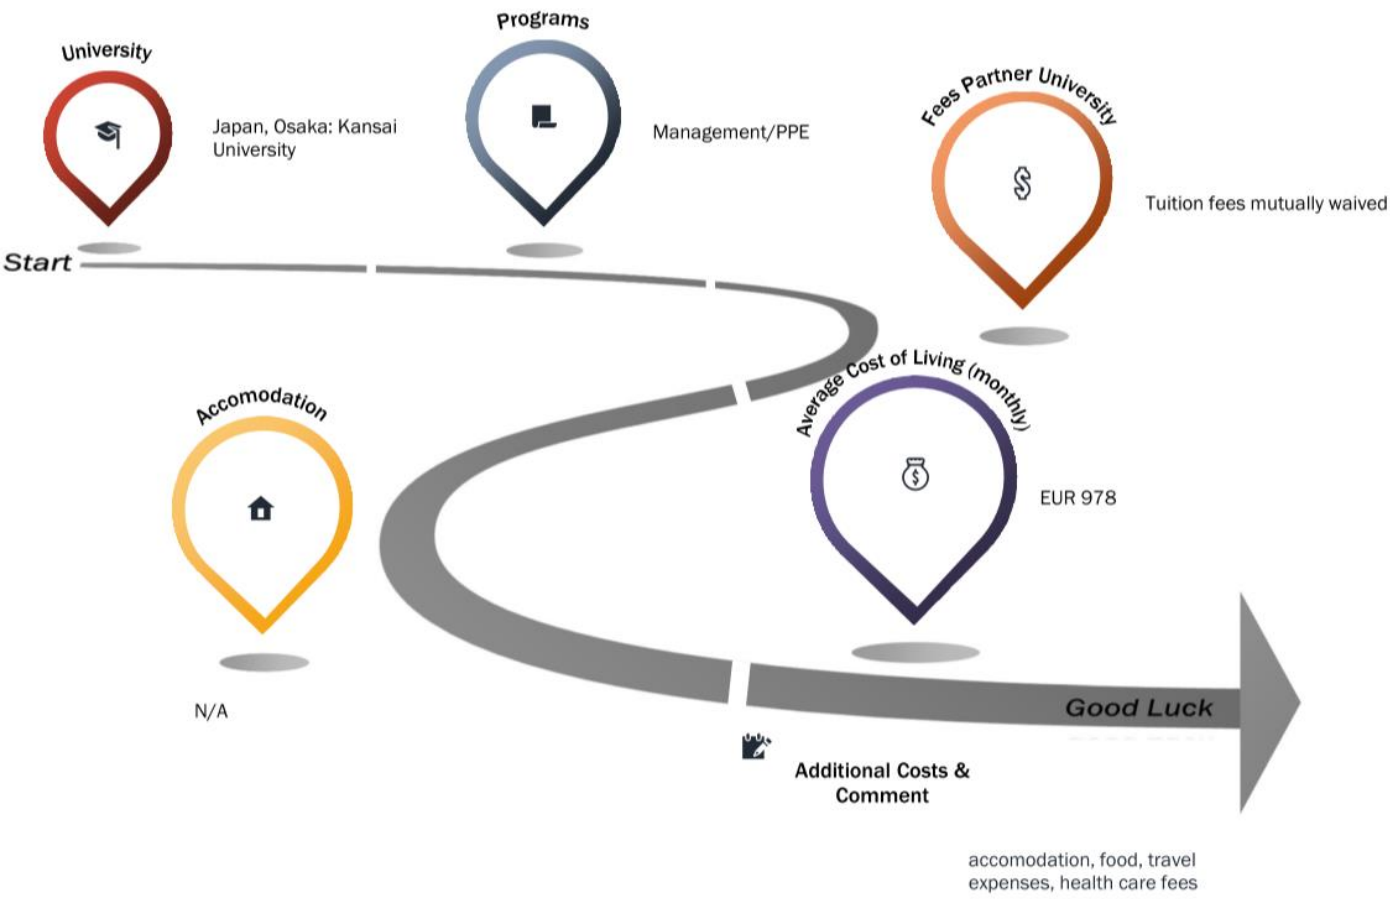 Programs
University
Japan, Osaka: Kansai
University
Management/PPE
Fees Partner University
Tuition fees mutually waived
Start
Average Cost of Living (monthly)
EUR 978
Accomodation
N/A
Good Luck
Additional Costs &
Comment
accomodation, food, travel
expenses, health care fees